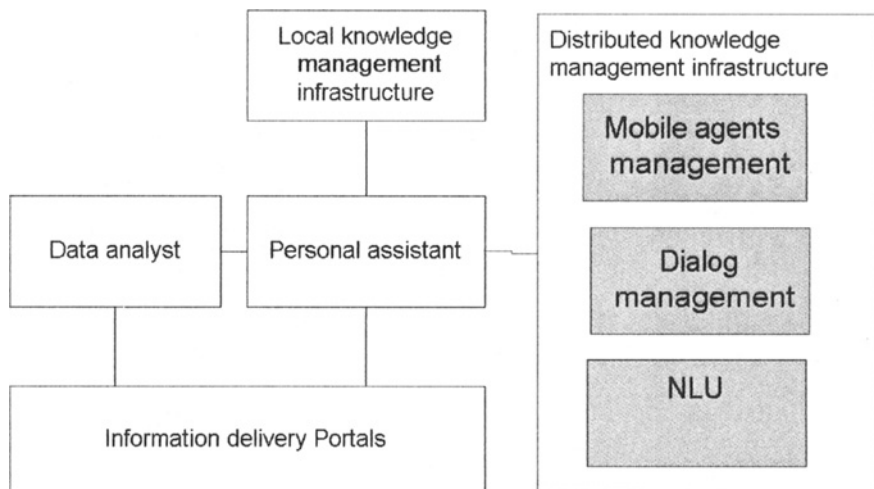 Local knowledge
management
infrastructure
Distributed knowledge
management infrastructure
Mobile agents
management
Data analyst
Personal assistant
Dialog
management
NLU
Information delivery Portals